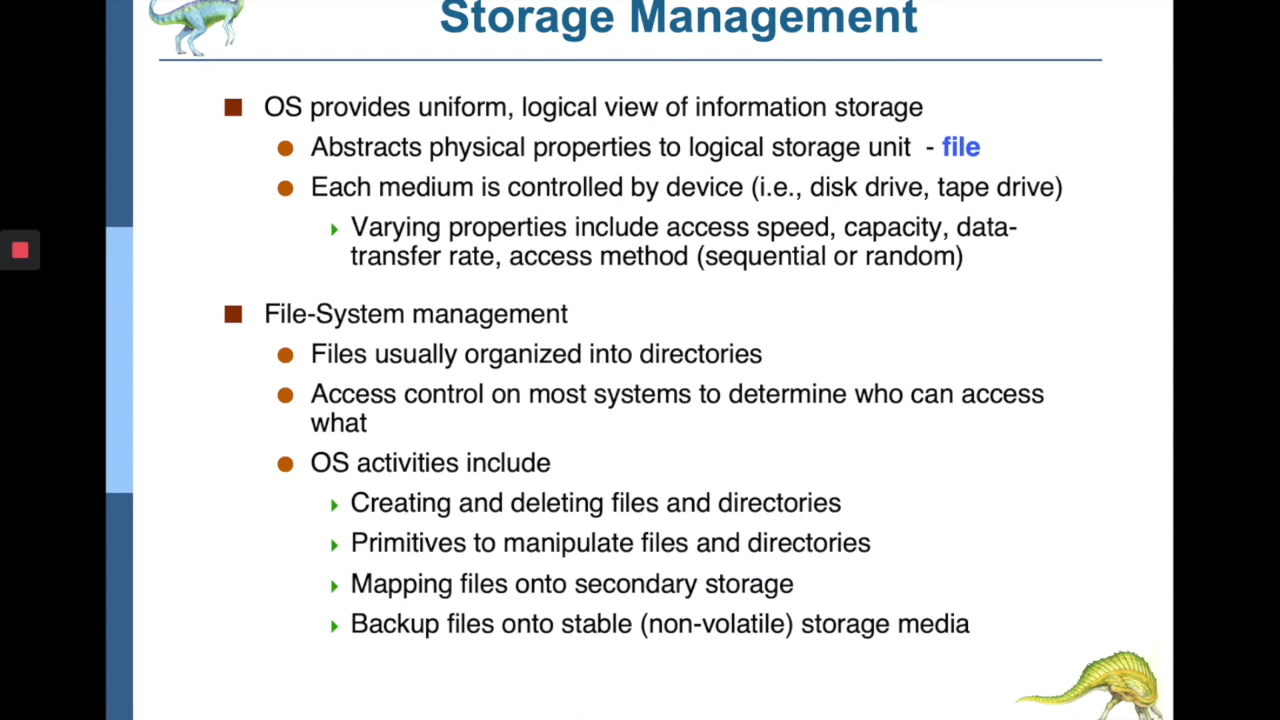 Storage Management
OS provides uniform, logical view of information storage
Abstracts physical properties to logical storage unit - file
Each medium is controlled by device (i.e., disk drive, tape drive)
Varying properties include access speed, capacity, data-
transfer rate, access method (sequential or random)
File-System management
Files usually organized into directories
Access control on most systems to determine who can access
what
OS activities include
Creating and deleting files and directories
Primitives to manipulate files and directories
Mapping files onto secondary storage
Backup files onto stable (non-volatile) storage media